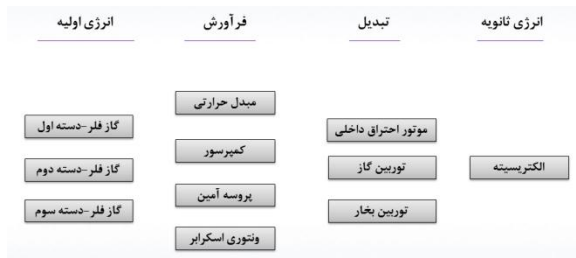 انرژی ثانویه
تبدیل
فرآورش
انرژی اولیه
مبدل حرارتی
گاز فلر-دسته اول
موتور احتراق داخلی
کمپرسور
گاز فلر-دسته دوم
توربین گاز
الکتریسیته
پروسه آمین
گاز فلر-دسته سوم
توربین بخار
ونتوری اسکرابر